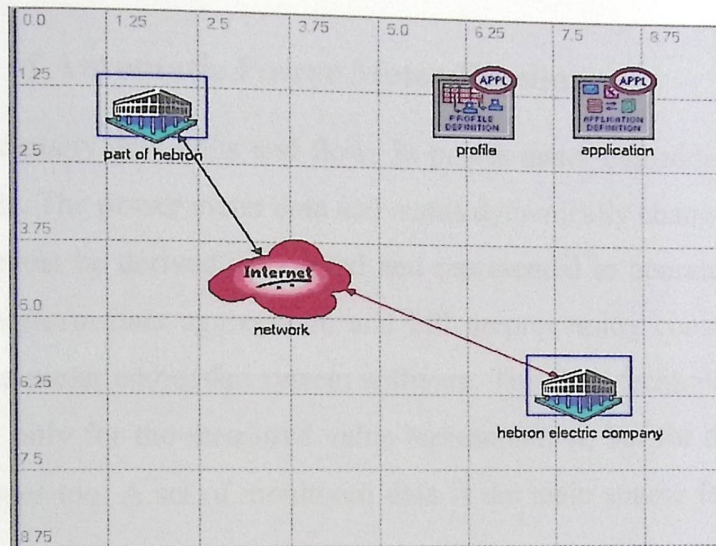 0.0 1.25 2.5 3.75 5.0 6.25 7.5 8.75
1.25
2.5
3.75
5.0
6.25
7.5
8.75
part of hebron
APPL
PROFILE
DEFINITION
profile
APPL
APPLICATION
DEFINITION
application
Internet
network
hebron electric company